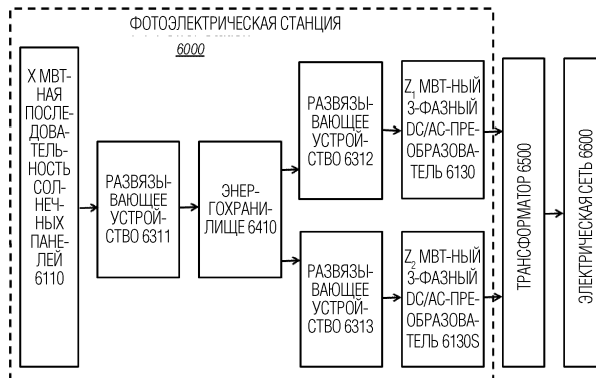 ФОТОЭЛЕКТРИЧЕСКАЯ СТАНЦИЯ
6000
X МВТ-
НАЯ
ПОСЛЕ-
ДОВА-
ТЕЛЬ-
НОСТЬ
СОЛ-
НЕЧ-
НЫХ
ПАНЕ-
ЛЕЙ
6110
РАЗВЯЗЫ-
ВАЮЩЕЕ
УСТРОЙ-
СТВО 6311
ЭНЕР-
ГОХРАНИ-
ЛИЩЕ 6410
РАЗВЯЗЫ-
ВАЮЩЕЕ
УСТРОЙ-
СТВО 6312
Z1 МВТ-НЫЙ
3-ФАЗНЫЙ
DC/AC-ПРЕ-
ОБРАЗОВА-
ТЕЛЬ 6130
РАЗВЯЗЫ-
ВАЮЩЕЕ
УСТРОЙ-
СТВО 6313
Z2 МВТ-НЫЙ
3-ФАЗНЫЙ
DC/AC-ПРЕ-
ОБРАЗОВА-
ТЕЛЬ 6130S
ТРАНСФОРМАТОР 6500
ЭЛЕКТРИЧЕСКАЯ СЕТЬ 6600